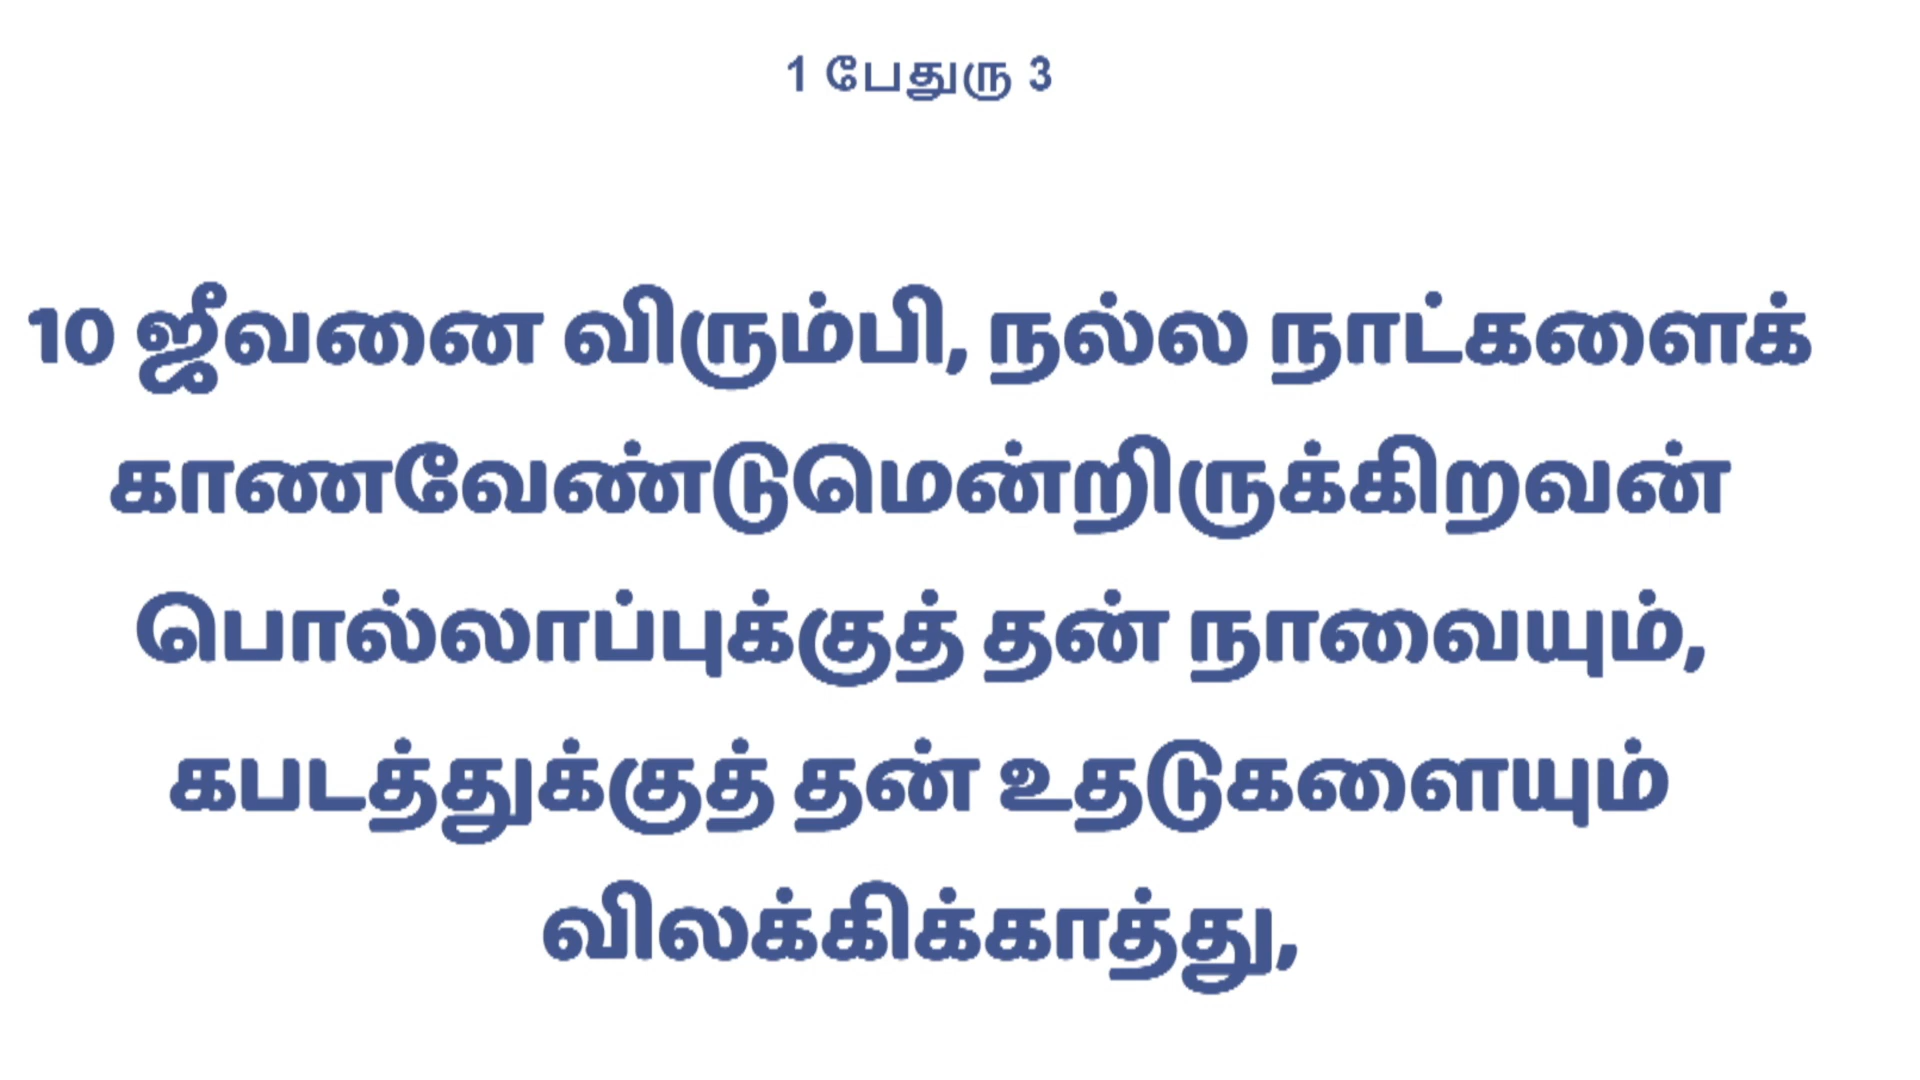 1 பேதுரு 3
10 ஜீவனை விரும்பி, நல்ல நாட்களைக்
காணவேண்டுமென்றிருக்கிறவன்
பொல்லாப்புக்குத் தன் நாவையும்,
கபடத்துக்குத் தன் உதடுகளையும்
விலக்கிக்காத்து,